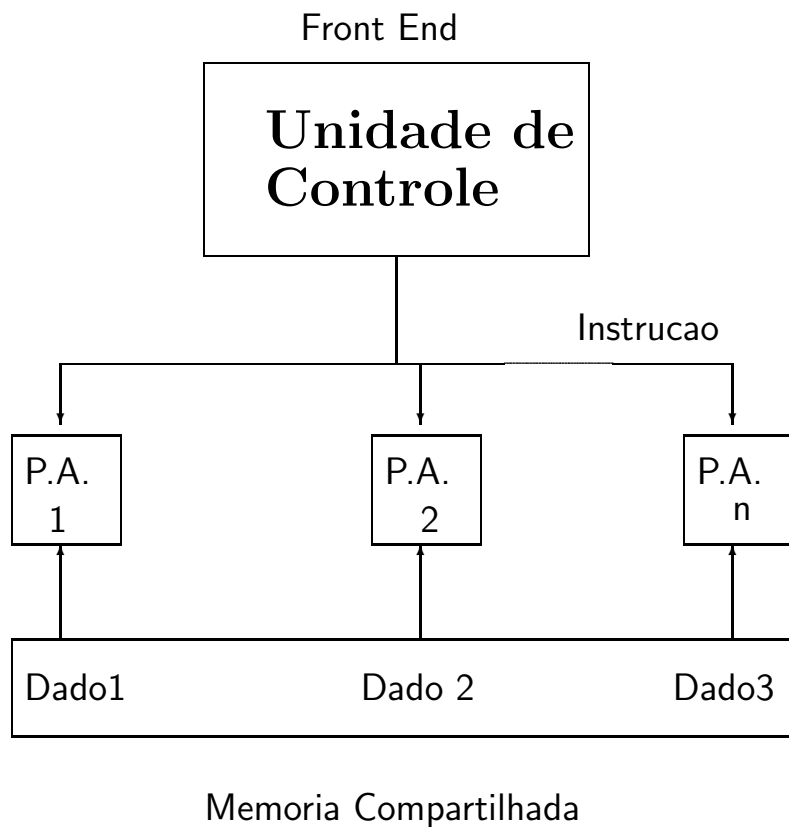 Front End
Unidade de
Controle
Instrucao
P.A.
1
P.A.
2
P.A.
n
Dado1
Dado 2
Dado3
Memoria Compartilhada